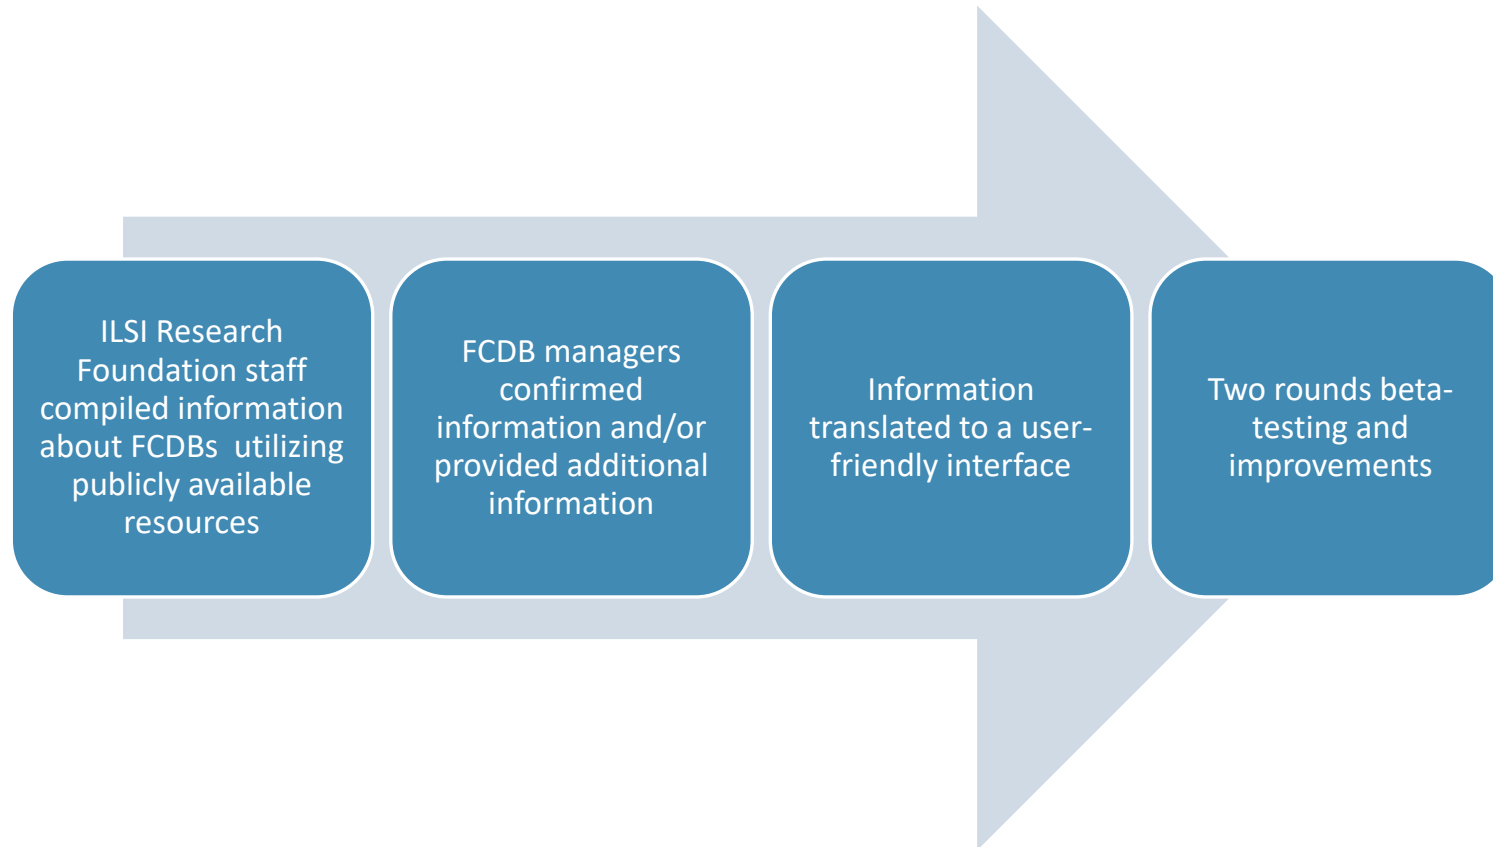 ILSI Research
Foundation staff
compiled information
about FCDBs  utilizing
publicly available
resources
FCDB managers
confirmed
information and/or
provided additional
information
Information
translated to a user-
friendly interface
Two rounds beta-
testing and
improvements